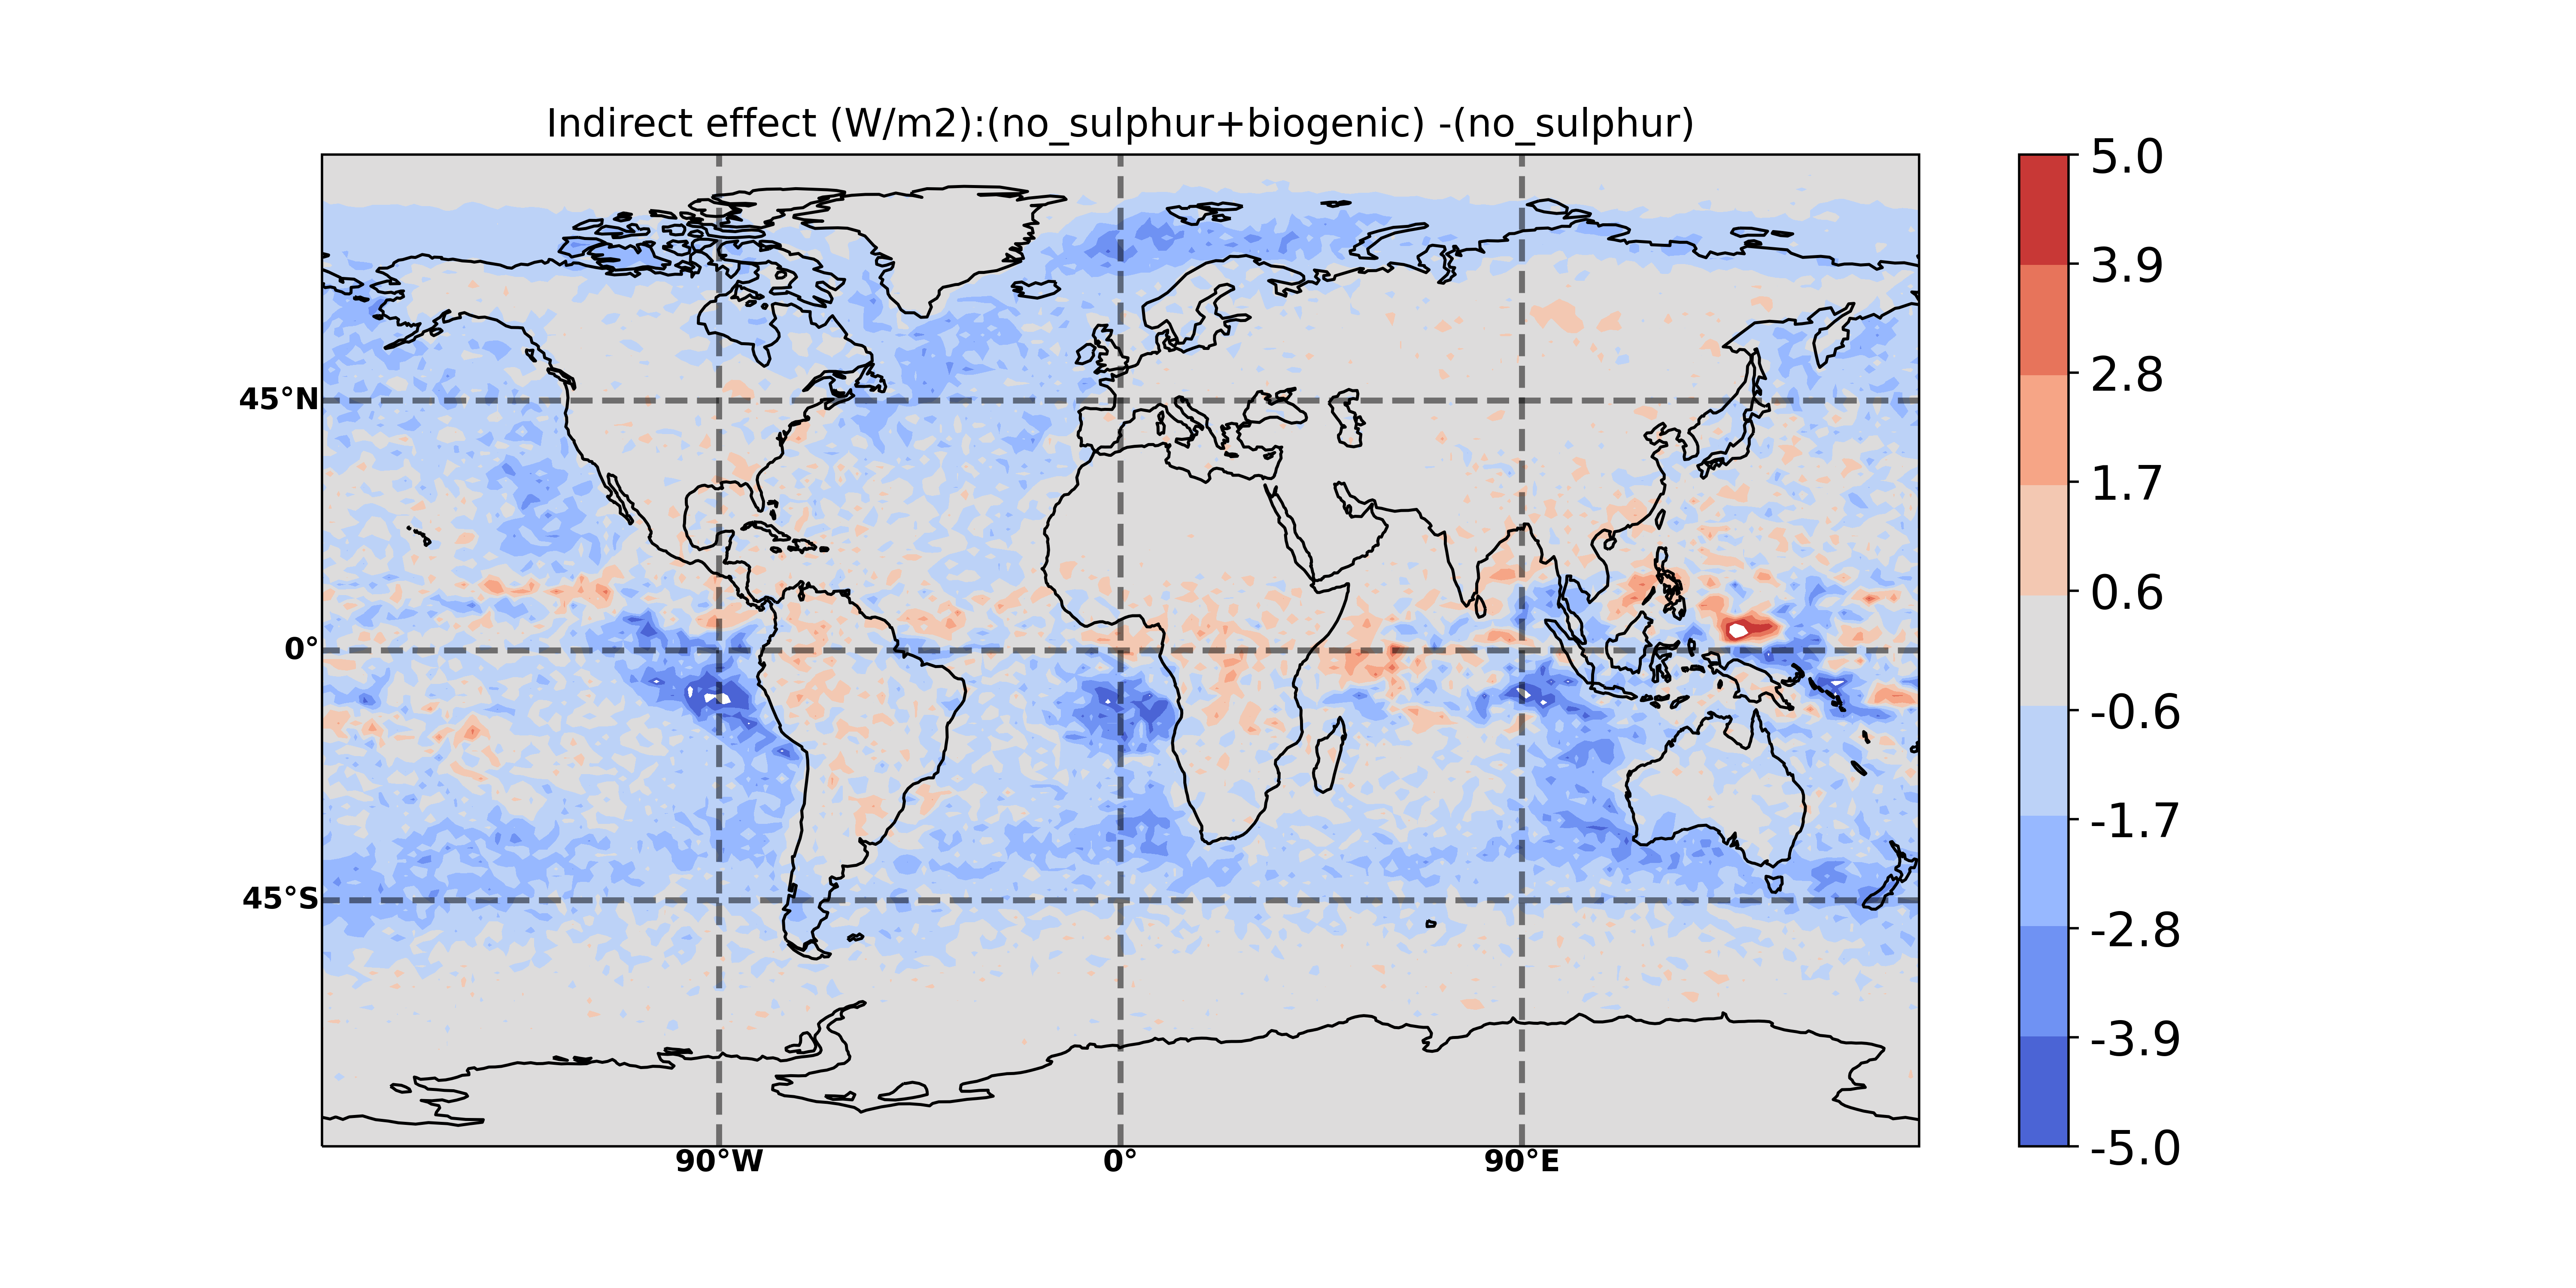 Indirect effect (W/m2):(no_sulphur+biogenic) -(no_sulphur)
45°N
0°
45°S
90°W
0°
90°E
5.0
3.9
2.8
1.7
0.6
-0.6
-1.7
-2.8
-3.9
-5.0